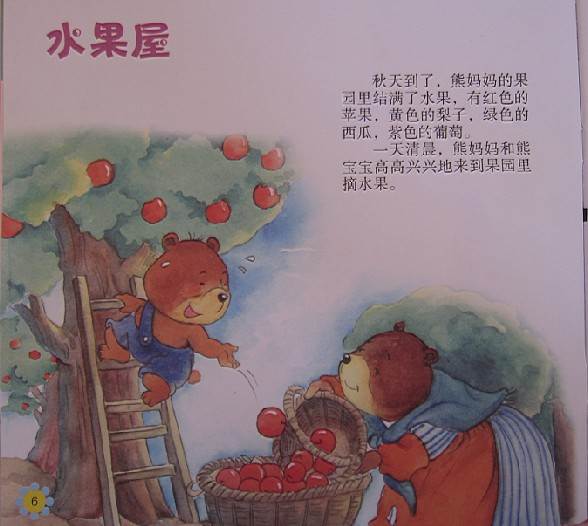 水果屋
秋天到了，熊妈妈的果
园里结满了水果，有红色的
苹果，黄色的梨子，绿色的
西瓜，紫色的葡萄。
一天清晨，熊妈妈和熊
宝宝高高兴兴地来到果园里
摘水果。
6